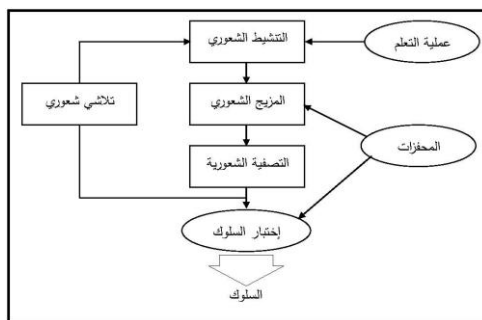 التنشيط الشعوري
عملية التعلم
المزيج الشعوري
تلاشي شعوري
المحفزات
التصفية الشعورية
إختبار السلوك
السلوك